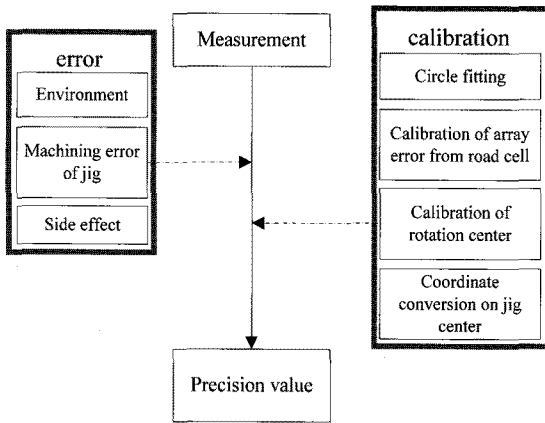 Measurement
error
Environment
Machining error
of jig
Side effect
calibration
Circle fitting
Calibration of array
error from road cell
Calibration of
rotation center
Coordinate
conversion on jig
center
Precision value